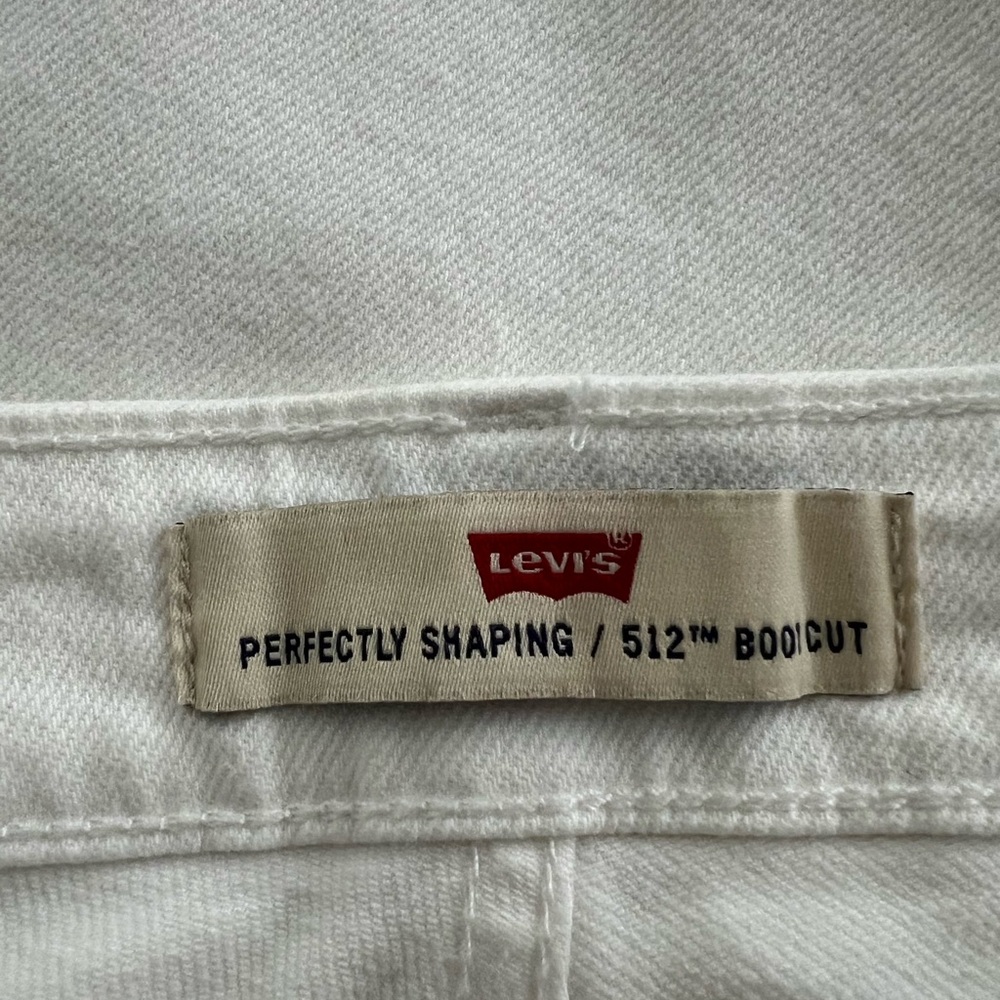 Levi's®
PERFECTLY SHAPING / 512™ BOOTCUT